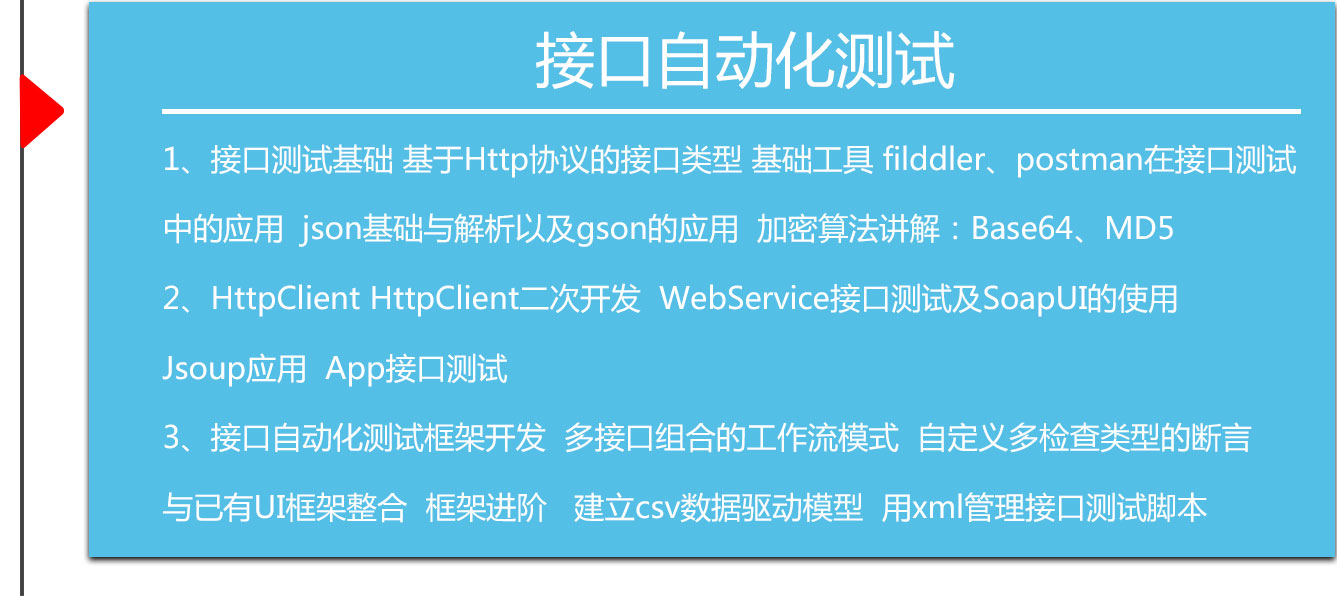 接口自动化测试
1、接口测试基础 基于Http协议的接口类型 基础工具 filddler、postman在接口测试
中的应用 json基础与解析以及gson的应用 加密算法讲解：Base64、MD5
2、HttpClient HttpClient二次开发 WebService接口测试及SoapUI的使用
Jsoup应用 App接口测试
3、接口自动化测试框架开发 多接口组合的工作流模式 自定义多检查类型的断言
与已有UI框架整合 框架进阶 建立csv数据驱动模型 用xml管理接口测试脚本